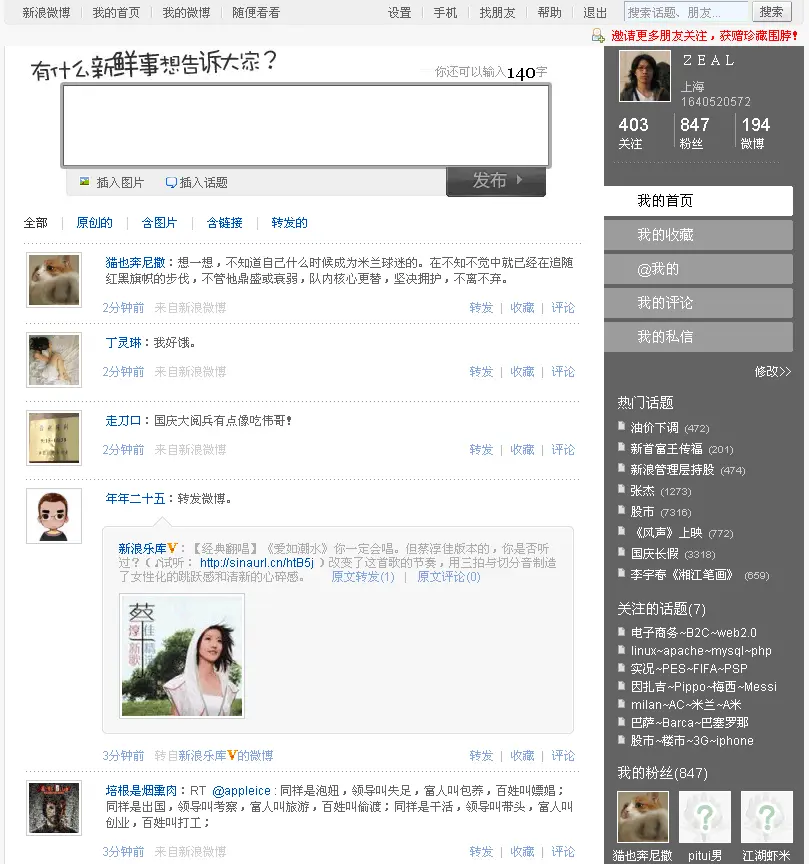 新浪微博 我的首页 我的微博 随便看看 设置 手机 找朋友 帮助 退出 搜索话题、朋友... 搜索
邀请更多朋友关注，获赠珍藏围脖!
有什么新鲜事想告诉大家？ 你还可以输入140字
插入图片 插入话题 发布
全部 原创的 含图片 含链接 转发的
猫也奔尼撒：想一想，不知道自己什么时候成为米兰球迷的。在不知不觉中就已经在追随
红黑旗帜的步伐，不管他鼎盛或衰弱，队内核心更替，坚决拥护，不离不弃。
2分钟前 来自新浪微博 转发 | 收藏 | 评论
丁灵琳：我好饿。
2分钟前 来自新浪微博 转发 | 收藏 | 评论
走刀口：国庆大阅兵有点像吃伟哥!
2分钟前 来自新浪微博 转发 | 收藏 | 评论
年年二十五：转发微博。
新浪乐库V：【经典翻唱】《爱如潮水》你一定会唱。但蔡淳佳版本的，你是否听
过？( ♪试听： http://sinaurl.cn/htB5j ) 改变了这首歌的节奏，用三拍与切分音制造
了女性化的跳跃感和清新的心碎感。 原文转发(1) | 原文评论(0)
蔡
淳佳
新歌
3分钟前 转自新浪乐库V的微博 转发 | 收藏 | 评论
培根是烟熏肉：RT @appleice : 同样是泡妞，领导叫失足，富人叫包养，百姓叫嫖娼；
同样是出国，领导叫考察，富人叫旅游，百姓叫偷渡；同样是干活，领导叫带头，富人叫
创业，百姓叫打工；
3分钟前 来自新浪微博 转发 | 收藏 | 评论
Z E A L
上海
1640520572
403 847 194
关注 粉丝 微博
我的首页
我的收藏
@我的
我的评论
我的私信
修改>>
热门话题
油价下调 (472)
新首富王传福 (201)
新浪管理层持股 (474)
张杰 (1273)
股市 (7316)
《风声》上映 (772)
国庆长假 (3318)
李宇春《湘江笔画》 (659)
关注的话题(7)
电子商务~B2C~web2.0
linux~apache~mysql~php
实况~PES~FIFA~PSP
因扎吉~Pippo~梅西~Messi
milan~AC~米兰~A米
巴萨~Barca~巴塞罗那
股市~楼市~3G~iphone
我的粉丝(847)
猫也奔尼撒 pitui男 江湖虾米